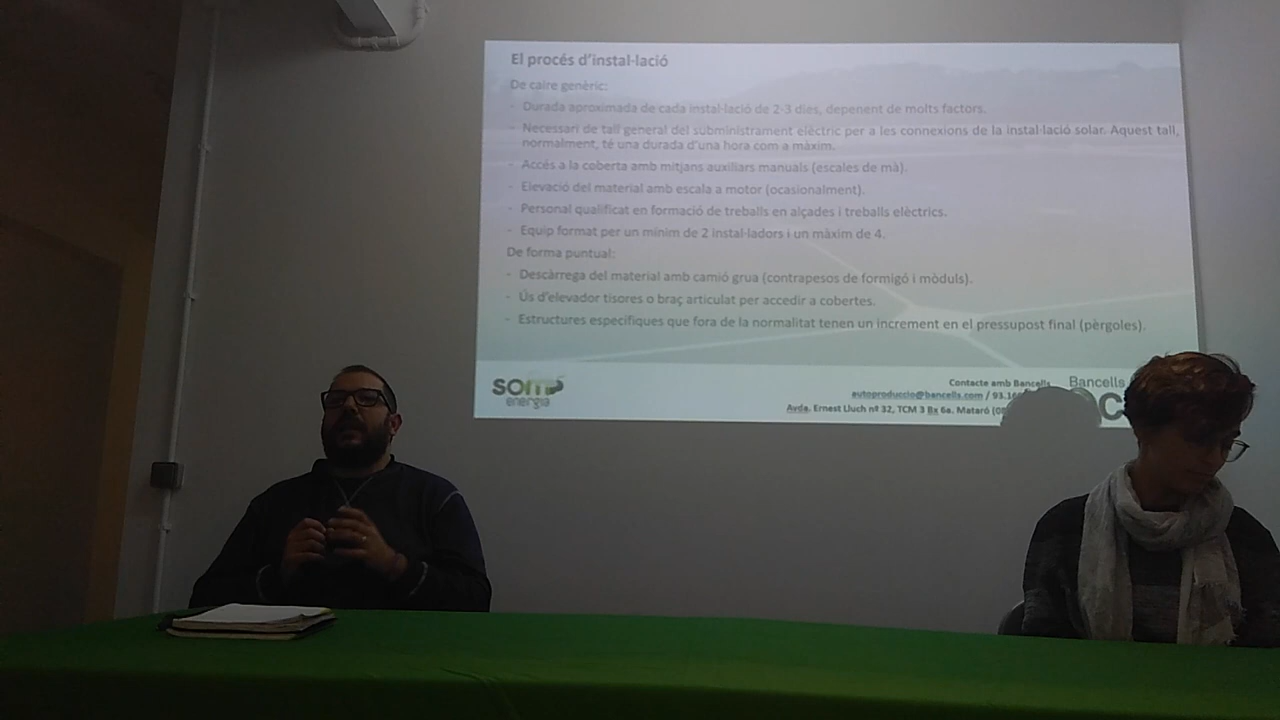 El procés d'instal·lació
De caire genèric:
- Durada aproximada de cada instal·lació de 2-3 dies, depenent de molts factors.
- Necessari de tall general del subministrament elèctric per a les connexions de la instal·lació solar. Aquest tall,
normalment, té una durada d'una hora com a màxim.
- Accés a la coberta amb mitjans auxiliars manuals (escales de mà).
- Elevació del material amb escala a motor (ocasionalment).
- Personal qualificat en formació de treballs en alçades i treballs elèctrics.
- Equip format per un mínim de 2 instal·ladors i un màxim de 4.
De forma puntual:
- Descàrrega del material amb camió grua (contrapesos de formigó i mòduls).
- Ús d'elevador tisores o braç articulat per accedir a cobertes.
- Estructures específiques que fora de la normalitat tenen un increment en el pressupost final (pèrgoles).
som
energia
Contacte amb Bancells
autoproduccio@bancells.com / 93.16
Avda. Ernest Lluch nº 32, TCM 3 Bx 6a. Mataró (08
Bancells